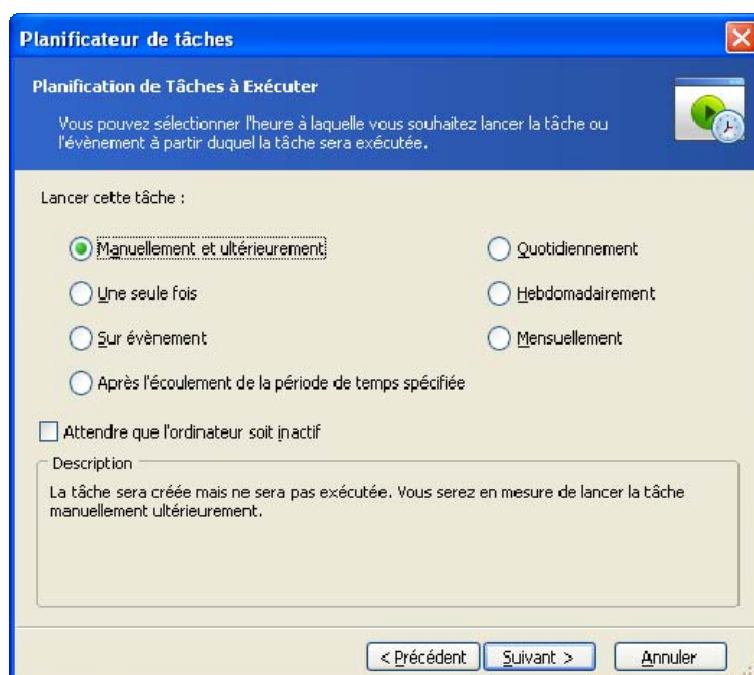 Planificateur de tâches
Planification de Tâches à Exécuter
Vous pouvez sélectionner l'heure à laquelle vous souhaitez lancer la tâche ou
l'évènement à partir duquel la tâche sera exécutée.
Lancer cette tâche :
Manuellement et ultérieurement
Quotidiennement
Une seule fois
Hebdomadairement
Sur évènement
Mensuellement
Après l'écoulement de la période de temps spécifiée
Attendre que l'ordinateur soit inactif
Description
La tâche sera créée mais ne sera pas exécutée. Vous serez en mesure de lancer la tâche
manuellement ultérieurement.
< Précédent Suivant > Annuler